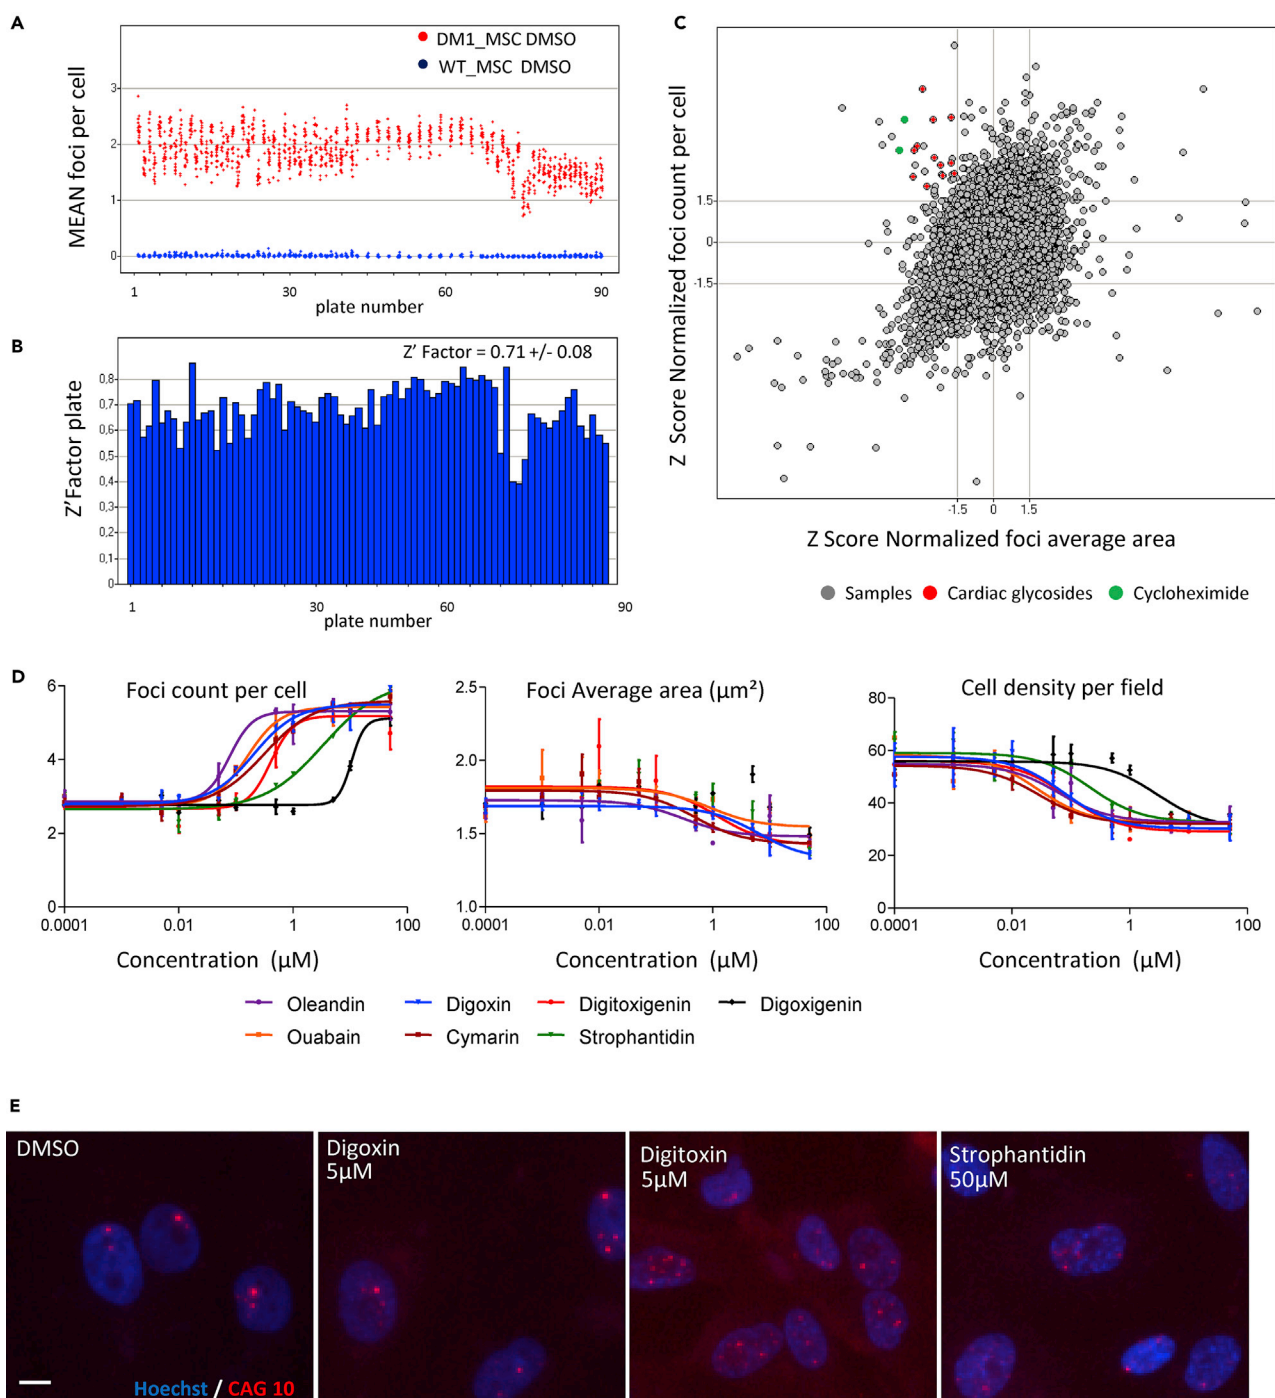 A
MEAN foci per cell
DM1_MSC DMSO
WT_MSC DMSO
3
2
1
0
1
30
60
90
plate number
B
Z'Factor plate
Z' Factor = 0.71 +/- 0.08
0,8
0,7
0,6
0,5
0,4
0,3
0,2
0,1
0
1
30
60
90
plate number
C
Z Score Normalized foci count per cell
1.5
0
-1.5
-1.5
0
1.5
Z Score Normalized foci average area
Samples
Cardiac glycosides
Cycloheximide
D
Foci count per cell
6
4
2
0
0.0001
0.01
1
100
Concentration (µM)
Foci Average area (µm²)
2.5
2.0
1.5
1.0
0.0001
0.01
1
100
Concentration (µM)
Cell density per field
80
60
40
20
0
0.0001
0.01
1
100
Concentration (µM)
Oleandin
Digoxin
Digitoxigenin
Digoxigenin
Ouabain
Cymarin
Strophantidin
E
DMSO
Hoechst / CAG 10
Digoxin
5µM
Digitoxin
5µM
Strophantidin
50µM